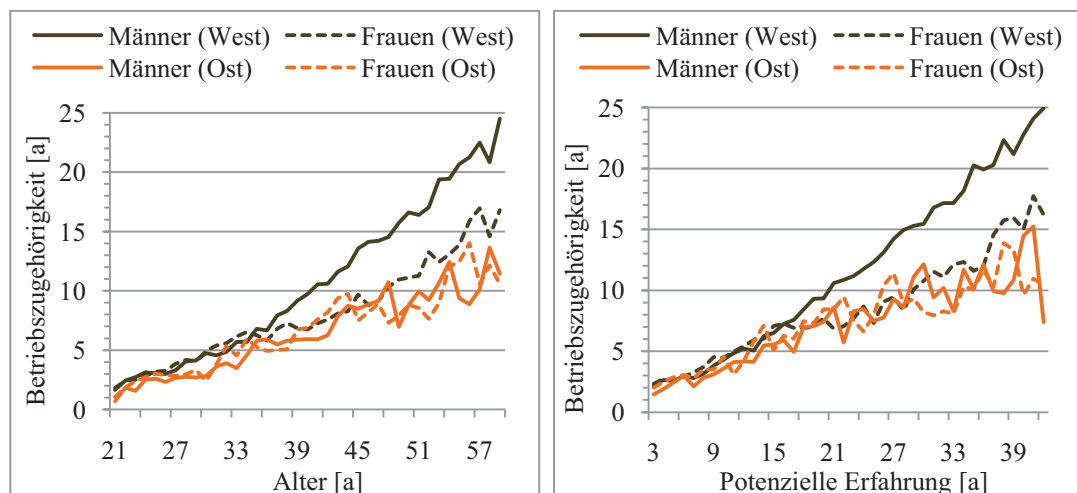 Männer (West) Frauen (West)
Männer (Ost) Frauen (Ost)
Betriebszugehörigkeit [a]
25
20
15
10
5
0
21 27 33 39 45 51 57
Alter [a]
Männer (West) Frauen (West)
Männer (Ost) Frauen (Ost)
Betriebszugehörigkeit [a]
25
20
15
10
5
0
3 9 15 21 27 33 39
Potenzielle Erfahrung [a]